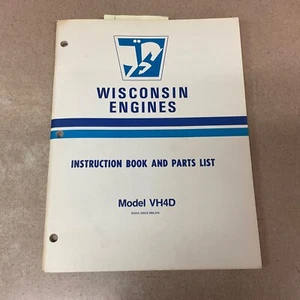 WISCONSIN
ENGINES
INSTRUCTION BOOK AND PARTS LIST
Model VH4D